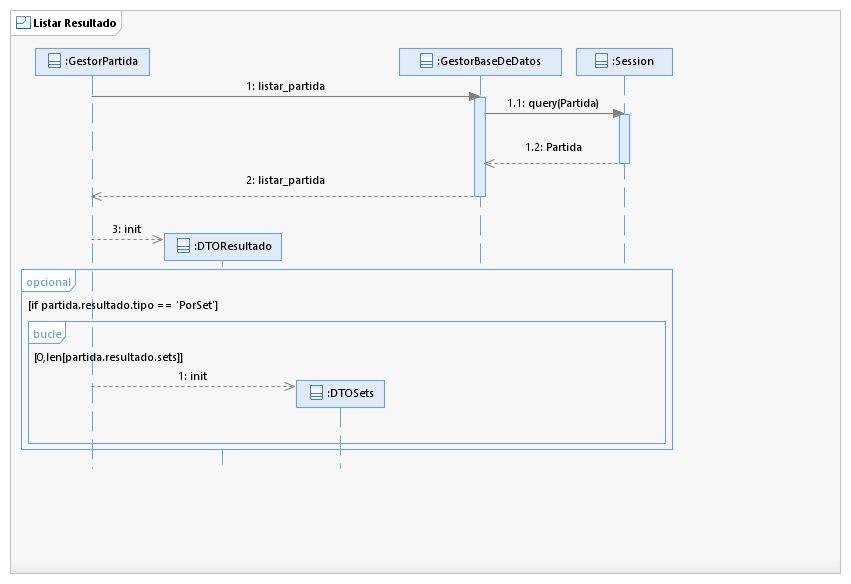 Listar Resultado
:GestorPartida
:GestorBaseDeDatos
:Session
1: listar_partida
1.1: query(Partida)
1.2: Partida
2: listar_partida
3: init
:DTOResultado
opcional
[if partida.resultado.tipo == 'PorSet']
bucle
[0,len[partida.resultado.sets]]
1: init
:DTOSets